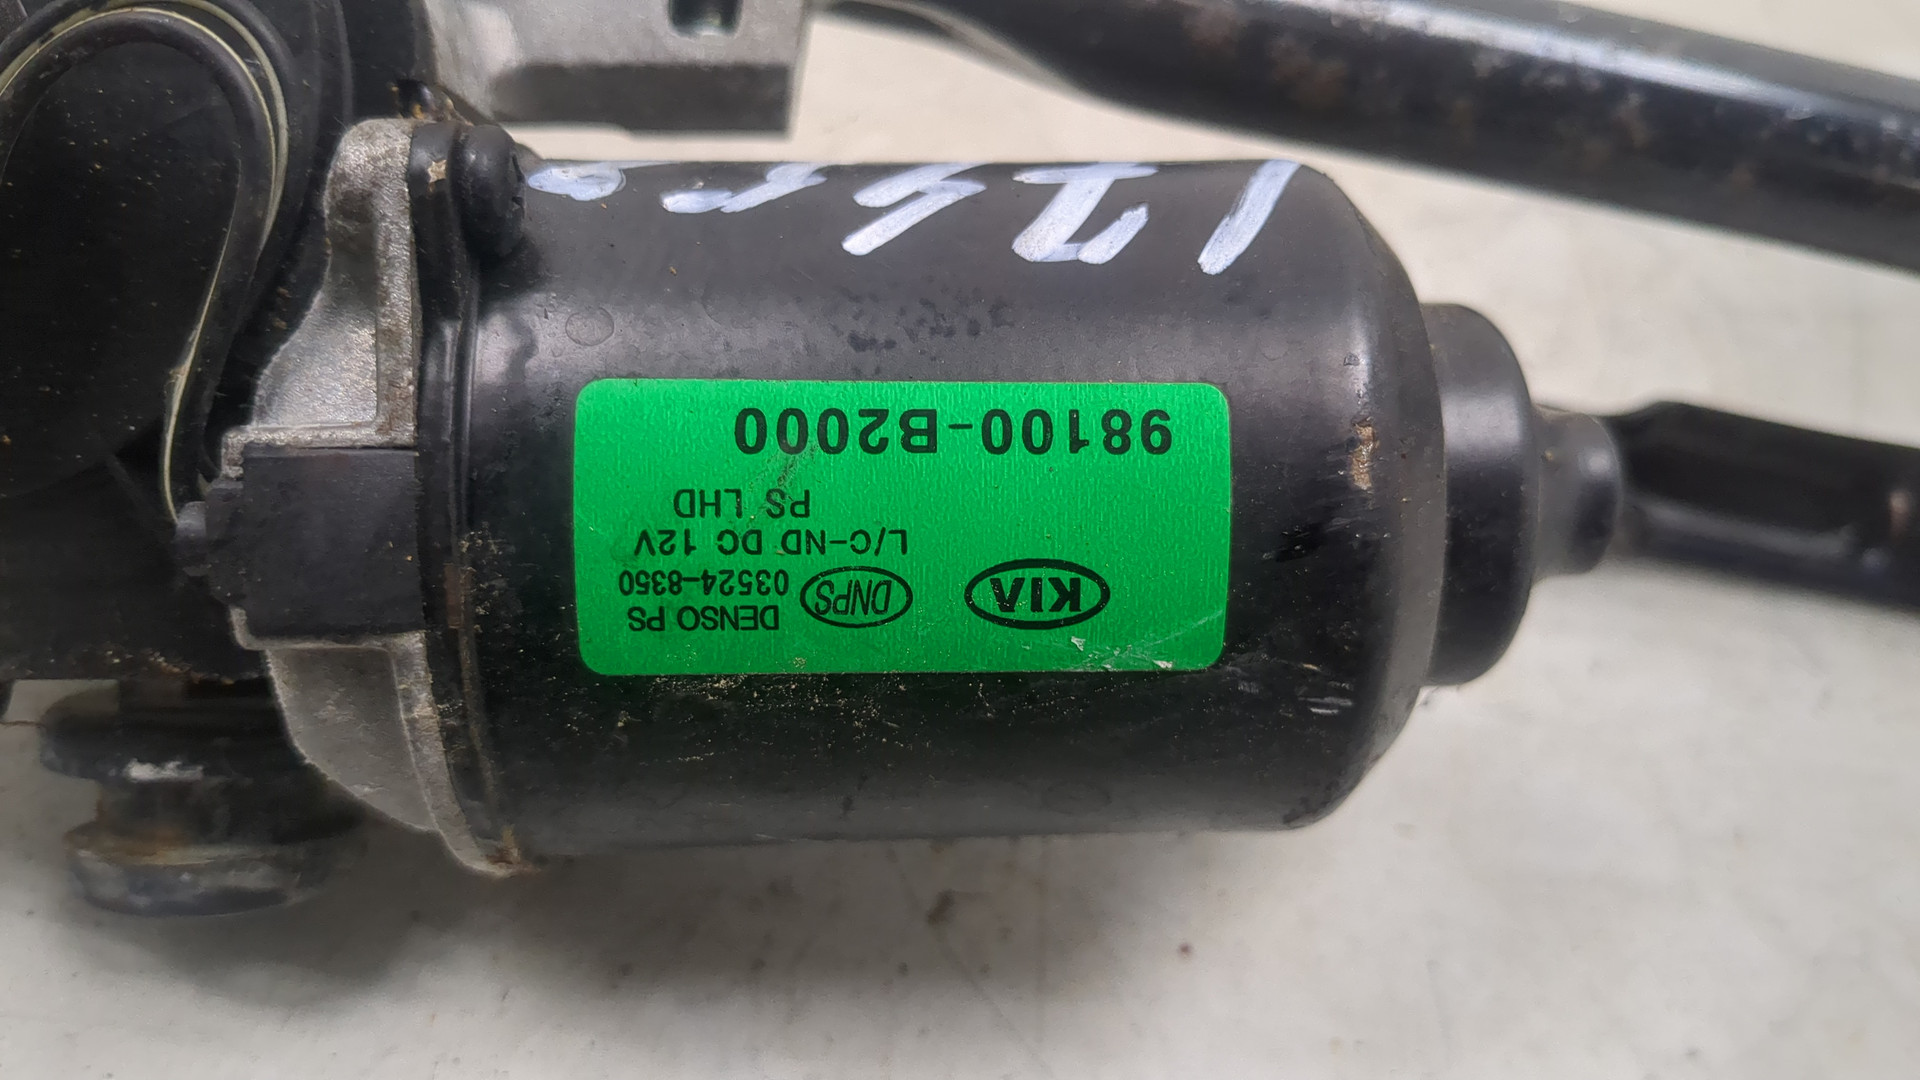 KIA
DNPS
DENSO PS
03524-8350
L/C-ND DC 12V
PS LHD
98100-B2000